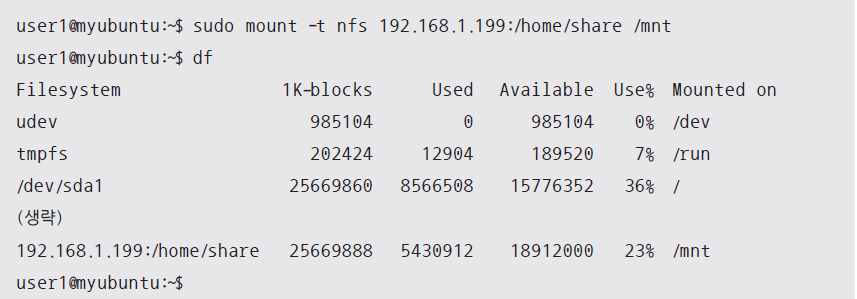 user1@myubuntu:~$ sudo mount -t nfs 192.168.1.199:/home/share /mnt
user1@myubuntu:~$ df
Filesystem 1K-blocks Used Available Use% Mounted on
udev 985104 0 985104 0% /dev
tmpfs 202424 12904 189520 7% /run
/dev/sda1 25669860 8566508 15776352 36% /
(생략)
192.168.1.199:/home/share 25669888 5430912 18912000 23% /mnt
user1@myubuntu:~$